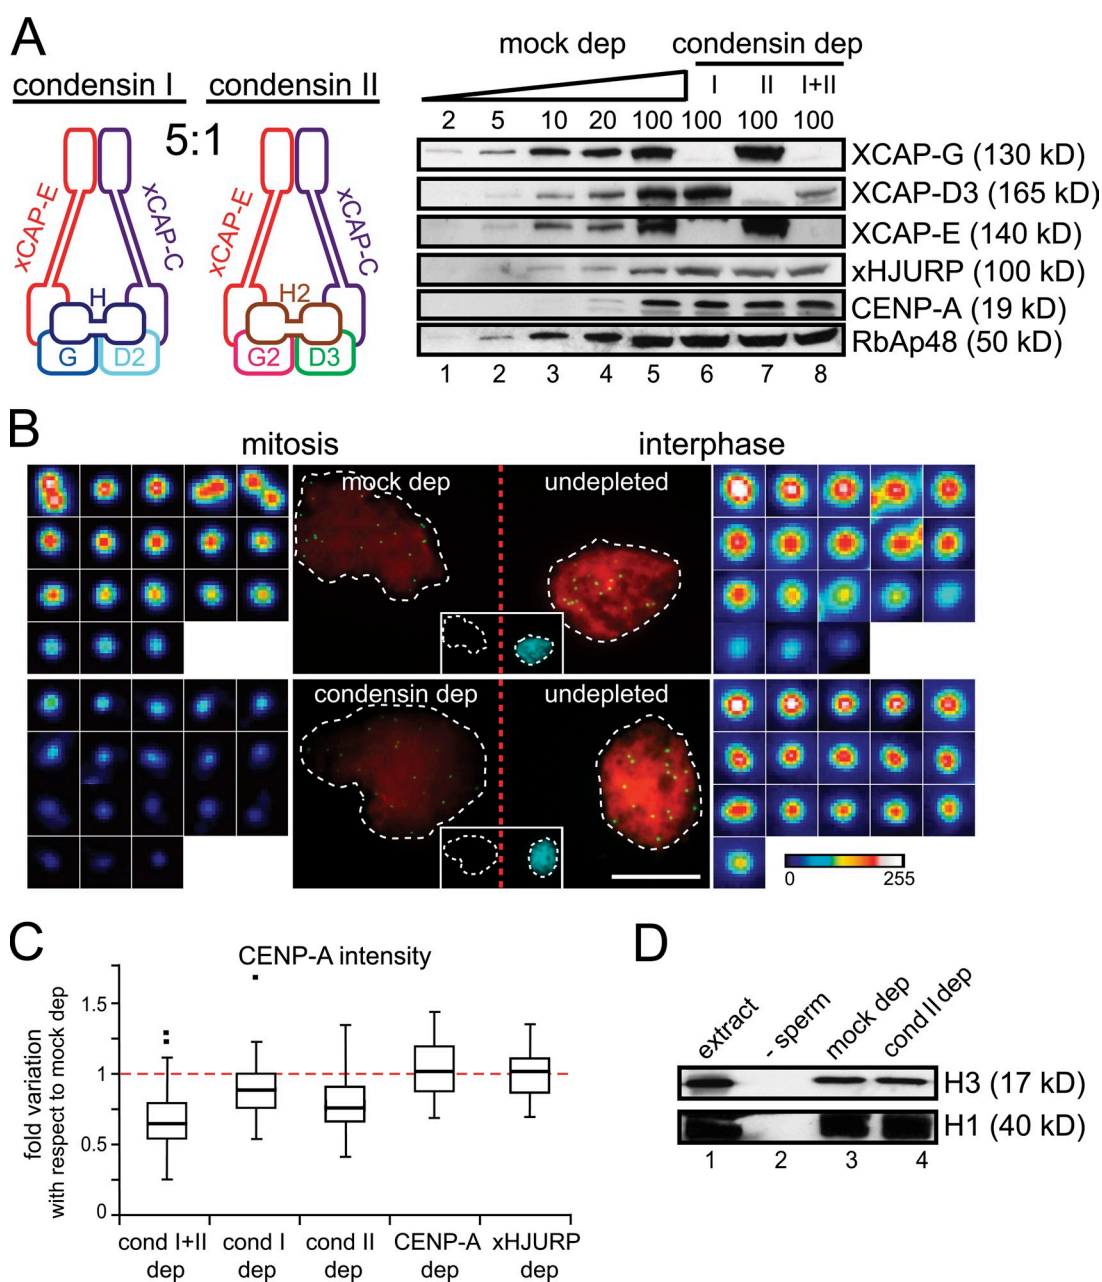 A
condensin I
condensin II
5:1
xCAP-E
xCAP-C
xCAP-E
xCAP-C
H
H2
G
D2
G2
D3
mock dep
condensin dep
I
II
I+II
2 5 10 20 100 100 100 100
XCAP-G (130 kD)
XCAP-D3 (165 kD)
XCAP-E (140 kD)
xHJURP (100 kD)
CENP-A (19 kD)
RbAp48 (50 kD)
1 2 3 4 5 6 7 8
B
mitosis
interphase
mock dep
undepleted
condensin dep
undepleted
0
255
C
CENP-A intensity
fold variation
with respect to mock dep
1.5
1
0.5
0
cond I+II
dep
cond I
dep
cond II
dep
CENP-A
dep
xHJURP
dep
D
extract
- sperm
mock dep
cond II dep
H3 (17 kD)
H1 (40 kD)
1 2 3 4